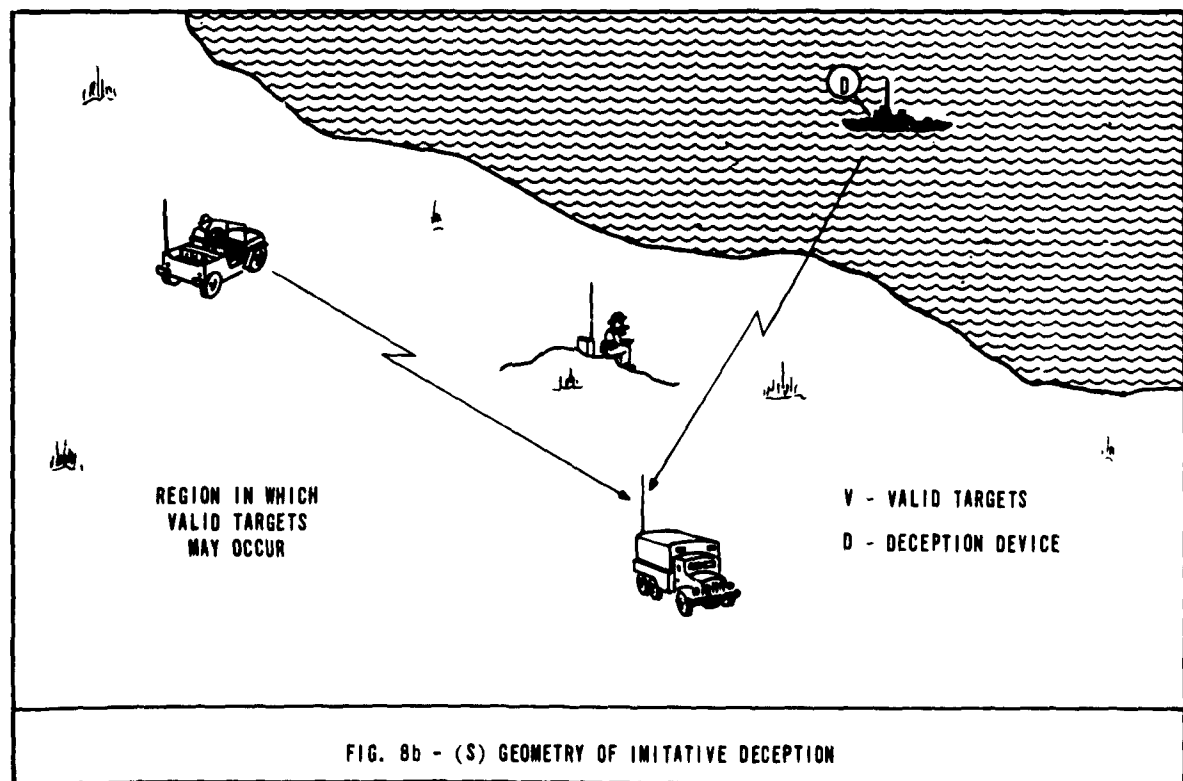 D
REGION IN WHICH
VALID TARGETS
MAY OCCUR
V - VALID TARGETS
D - DECEPTION DEVICE
FIG. 8b - (S) GEOMETRY OF IMITATIVE DECEPTION